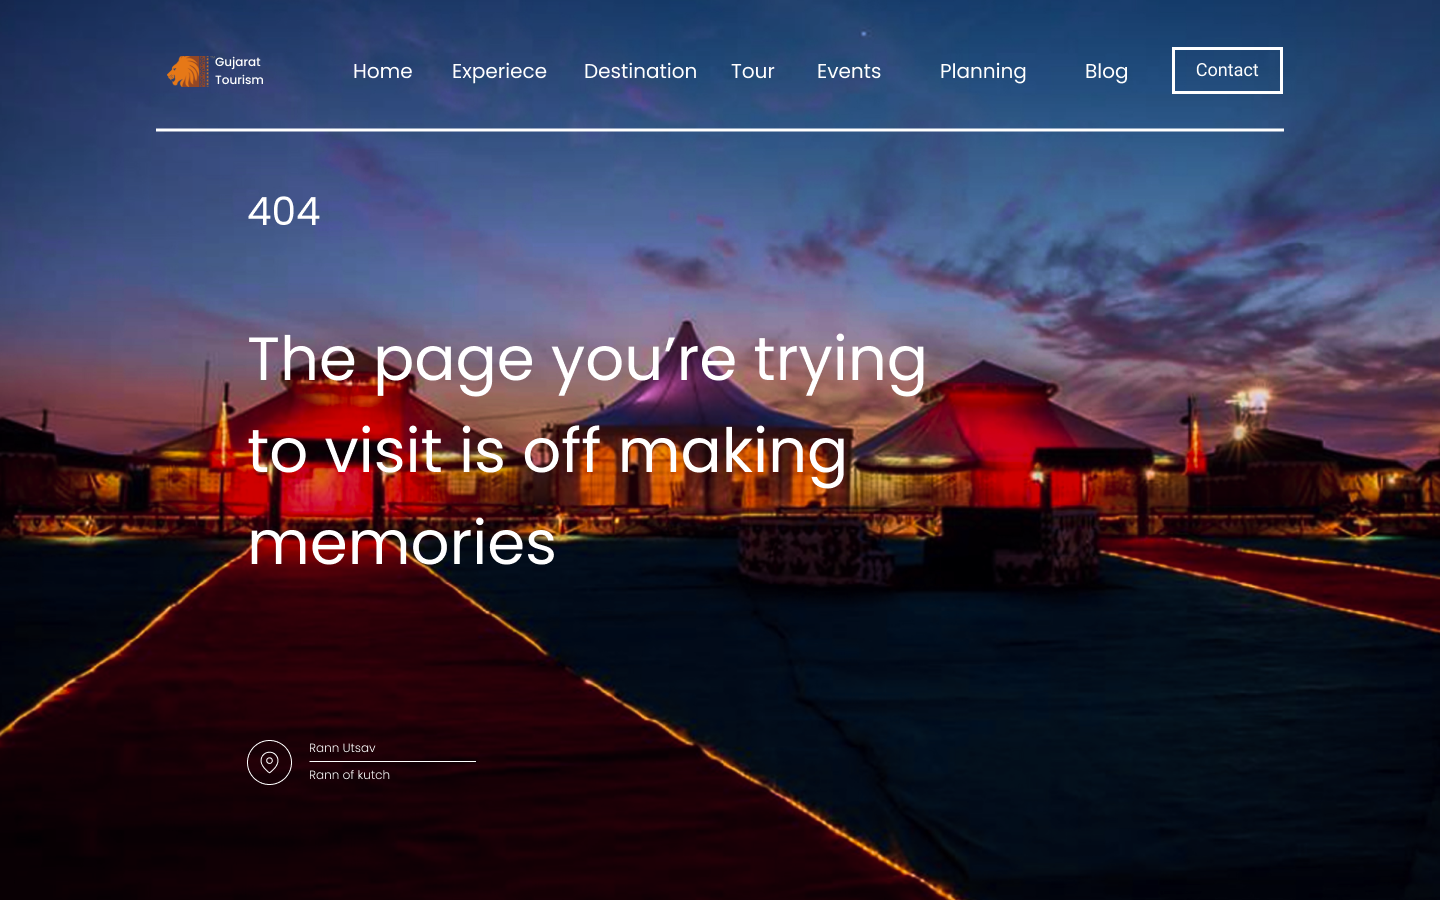 Gujarat
Tourism
Home Experiece Destination Tour Events Planning Blog Contact
404
The page you’re trying
to visit is off making
memories
Rann Utsav
Rann of kutch